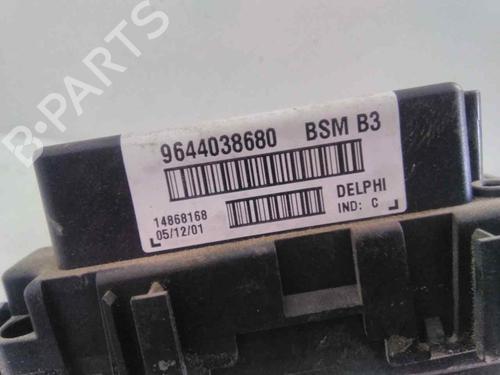 B-PARTS
9644038680 BSM B3
14868168 DELPHI
05/12/01 IND: C